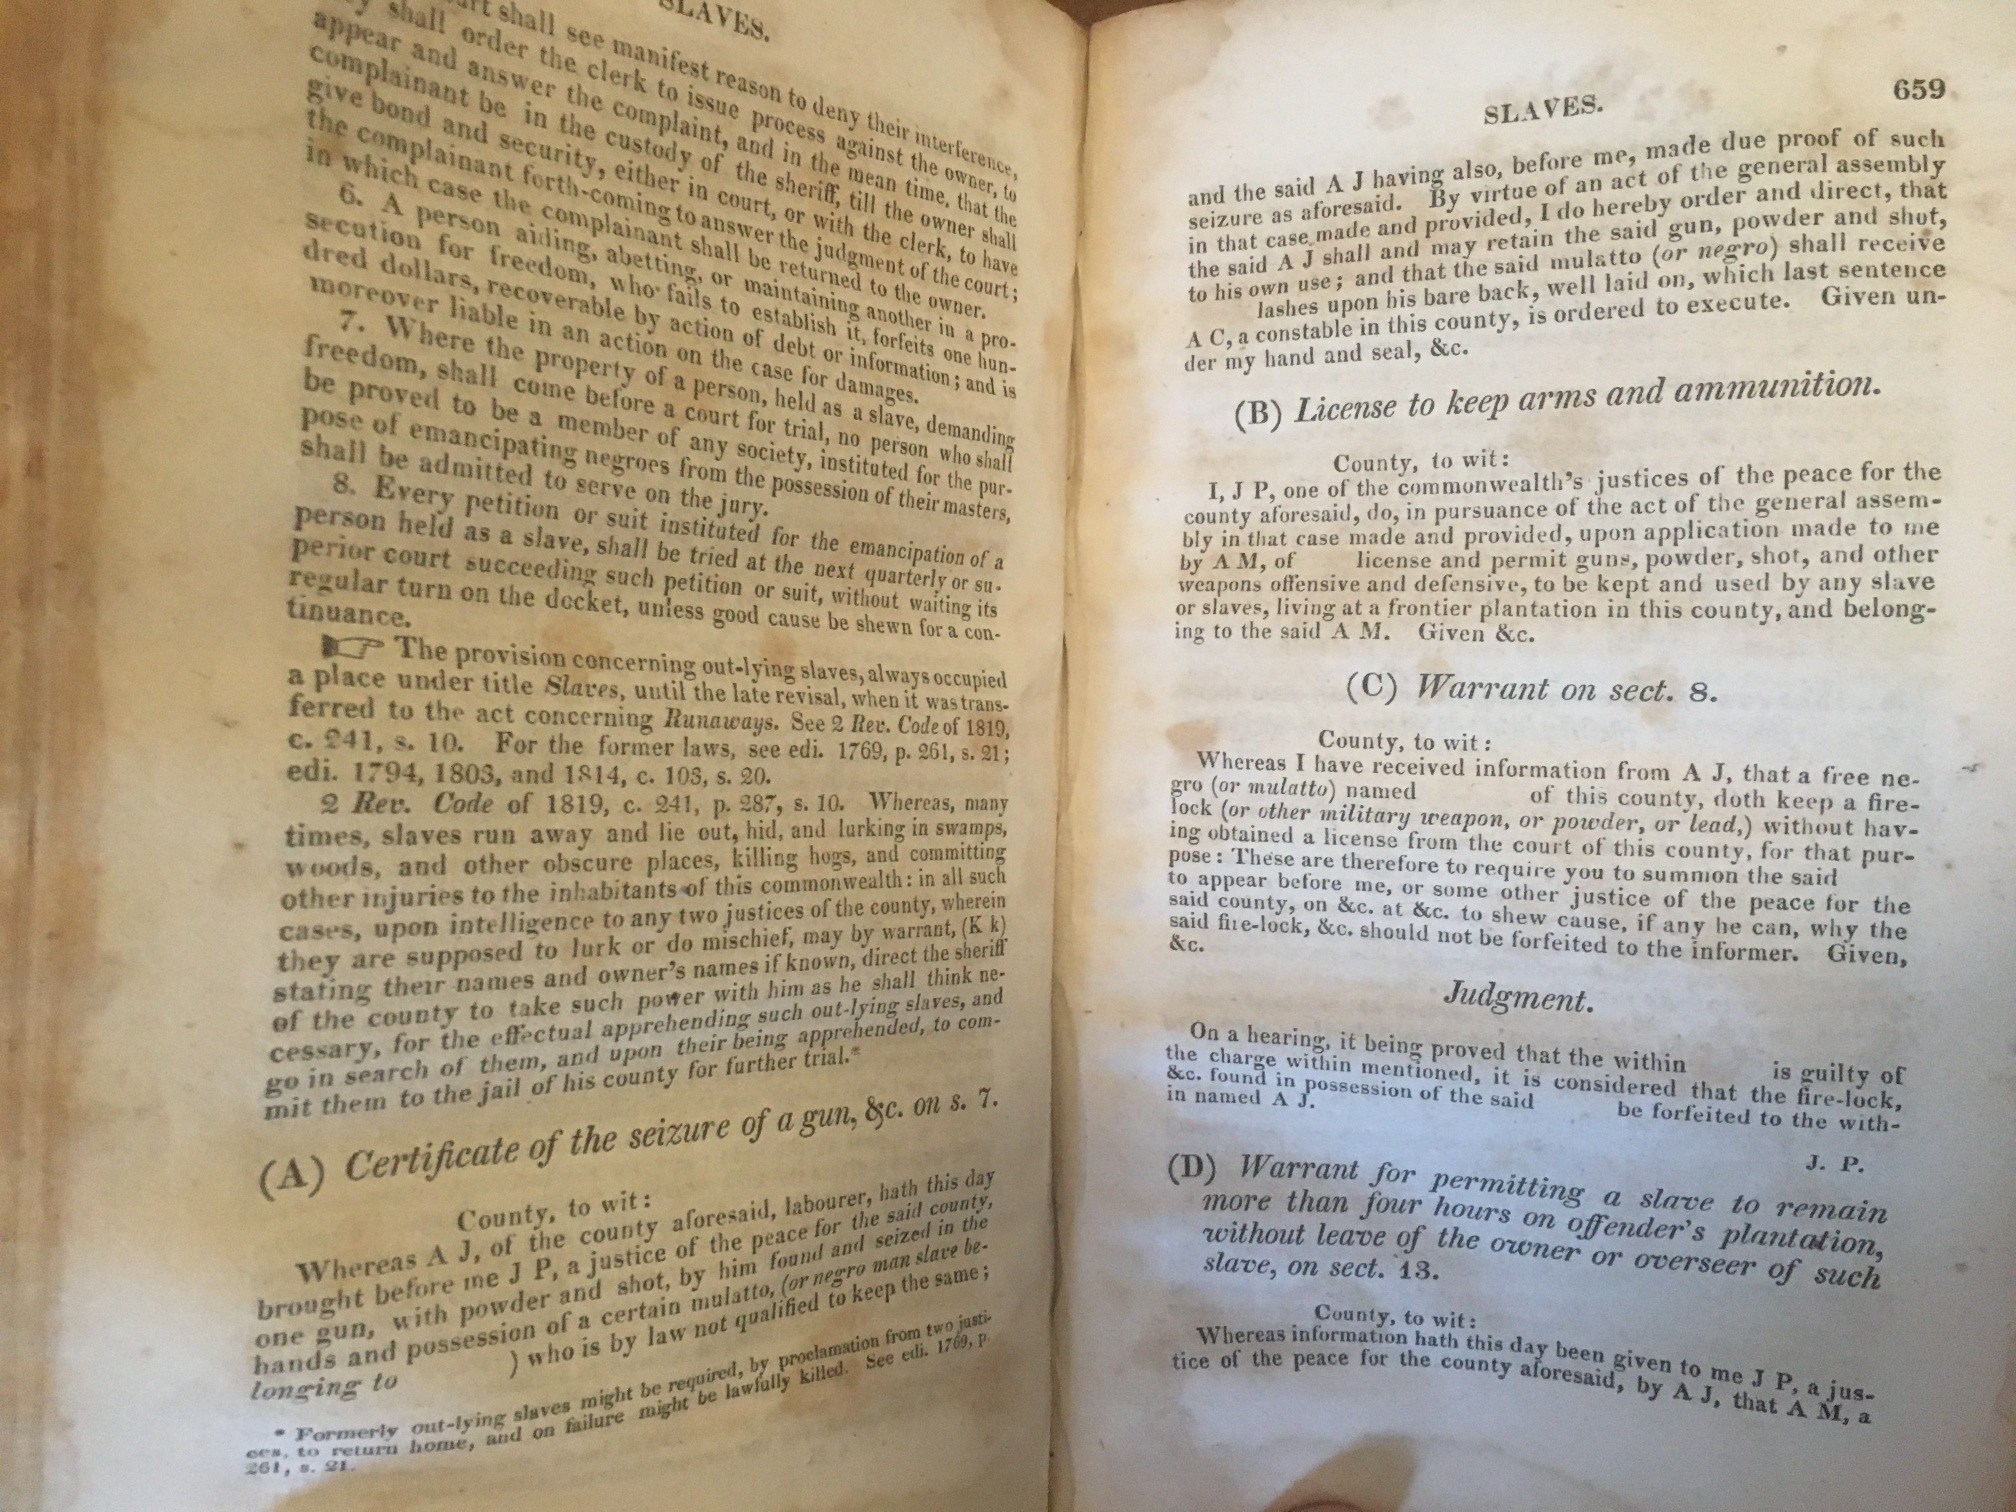 SLAVES.
shall see manifest reason to deny their interference,
shall order the clerk to issue process against the owner, to
appear and answer the complaint, and in the mean time, that the
complainant be in the custody of the sheriff, till the owner shall
give bond and security, either in court, or with the clerk, to have
the complainant forth-coming to answer the judgment of the court;
in which case the complainant shall be returned to the owner.
6. A person aiding, abetting, or maintaining another in a pro-
secution for freedom, who fails to establish it, forfeits one hun-
dred dollars, recoverable by action of debt or information; and is
moreover liable in an action on the case for damages.
7. Where the property of a person, held as a slave, demanding
freedom, shall come before a court for trial, no person who shall
be proved to be a member of any society, instituted for the pur-
pose of emancipating negroes from the possession of their masters,
shall be admitted to serve on the jury.
8. Every petition or suit instituted for the emancipation of a
person held as a slave, shall be tried at the next quarterly or su-
perior court succeeding such petition or suit, without waiting its
regular turn on the docket, unless good cause be shewn for a con-
tinuance.
☞ The provision concerning out-lying slaves, always occupied
a place under title Slaves, until the late revisal, when it was trans-
ferred to the act concerning Runaways. See 2 Rev. Code of 1819,
c. 241, s. 10. For the former laws, see edi. 1769, p. 261, s. 21;
edi. 1794, 1803, and 1814, c. 103, s. 20.
2 Rev. Code of 1819, c. 241, p. 287, s. 10. Whereas, many
times, slaves run away and lie out, hid, and lurking in swamps,
woods, and other obscure places, killing hogs, and committing
other injuries to the inhabitants of this commonwealth: in all such
cases, upon intelligence to any two justices of the county, wherein
they are supposed to lurk or do mischief, may by warrant, (K k)
stating their names and owner's names if known, direct the sheriff
of the county to take such power with him as he shall think ne-
cessary, for the effectual apprehending such out-lying slaves, and
go in search of them, and upon their being apprehended, to com-
mit them to the jail of his county for further trial.*
(A) Certificate of the seizure of a gun, &c. on s. 7.
County, to wit:
Whereas A J, of the county aforesaid, labourer, hath this day
brought before me J P, a justice of the peace for the said county,
one gun, with powder and shot, by him found and seized in the
hands and possession of a certain mulatto, (or negro man slave be-
longing to ) who is by law not qualified to keep the same;
* Formerly out-lying slaves might be required, by proclamation from two justi-
ces, to return home, and on failure might be lawfully killed. See edi. 1769, p.
261, s. 21.
SLAVES. 659
and the said A J having also, before me, made due proof of such
seizure as aforesaid. By virtue of an act of the general assembly
in that case made and provided, I do hereby order and direct, that
the said A J shall and may retain the said gun, powder and shot,
to his own use; and that the said mulatto (or negro) shall receive
lashes upon his bare back, well laid on, which last sentence
A C, a constable in this county, is ordered to execute. Given un-
der my hand and seal, &c.
(B) License to keep arms and ammunition.
County, to wit:
I, J P, one of the commonwealth's justices of the peace for the
county aforesaid, do, in pursuance of the act of the general assem-
bly in that case made and provided, upon application made to me
by A M, of license and permit guns, powder, shot, and other
weapons offensive and defensive, to be kept and used by any slave
or slaves, living at a frontier plantation in this county, and belong-
ing to the said A M. Given &c.
(C) Warrant on sect. 8.
County, to wit:
Whereas I have received information from A J, that a free ne-
gro (or mulatto) named of this county, doth keep a fire-
lock (or other military weapon, or powder, or lead,) without hav-
ing obtained a license from the court of this county, for that pur-
pose: These are therefore to require you to summon the said
to appear before me, or some other justice of the peace for the
said county, on &c. at &c. to shew cause, if any he can, why the
said fire-lock, &c. should not be forfeited to the informer. Given,
&c.
Judgment.
On a hearing, it being proved that the within is guilty of
the charge within mentioned, it is considered that the fire-lock,
&c. found in possession of the said be forfeited to the with-
in named A J.
J. P.
(D) Warrant for permitting a slave to remain
more than four hours on offender's plantation,
without leave of the owner or overseer of such
slave, on sect. 13.
County, to wit:
Whereas information hath this day been given to me J P, a jus-
tice of the peace for the county aforesaid, by A J, that A M, a